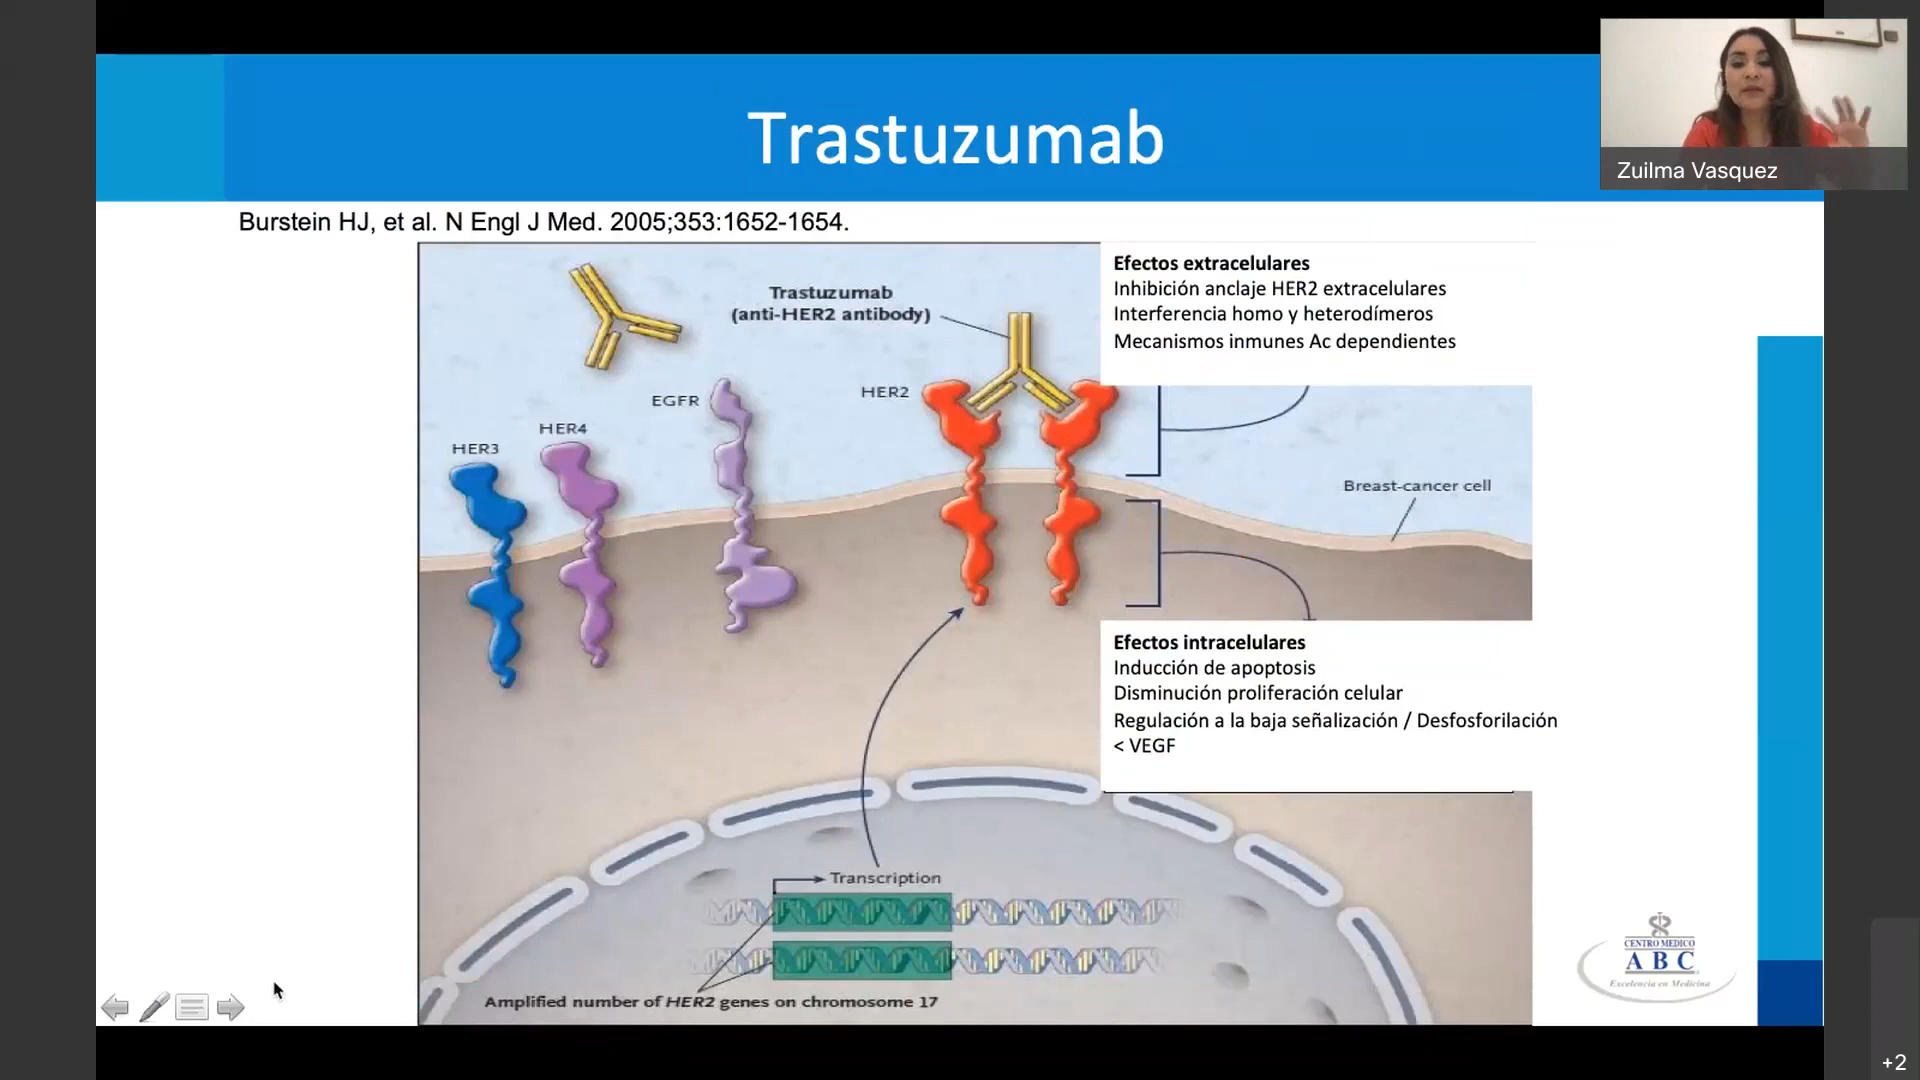 Trastuzumab
Zuilma Vasquez
Burstein HJ, et al. N Engl J Med. 2005;353:1652-1654.
Trastuzumab
(anti-HER2 antibody)
Efectos extracelulares
Inhibición anclaje HER2 extracelulares
Interferencia homo y heterodímeros
Mecanismos inmunes Ac dependientes
HER2
EGFR
HER4
HER3
Breast-cancer cell
Efectos intracelulares
Inducción de apoptosis
Disminución proliferación celular
Regulación a la baja señalización / Desfosforilación
< VEGF
Transcription
Amplified number of HER2 genes on chromosome 17
CENTRO MEDICO
ABC
Excelencia en Medicina
+2